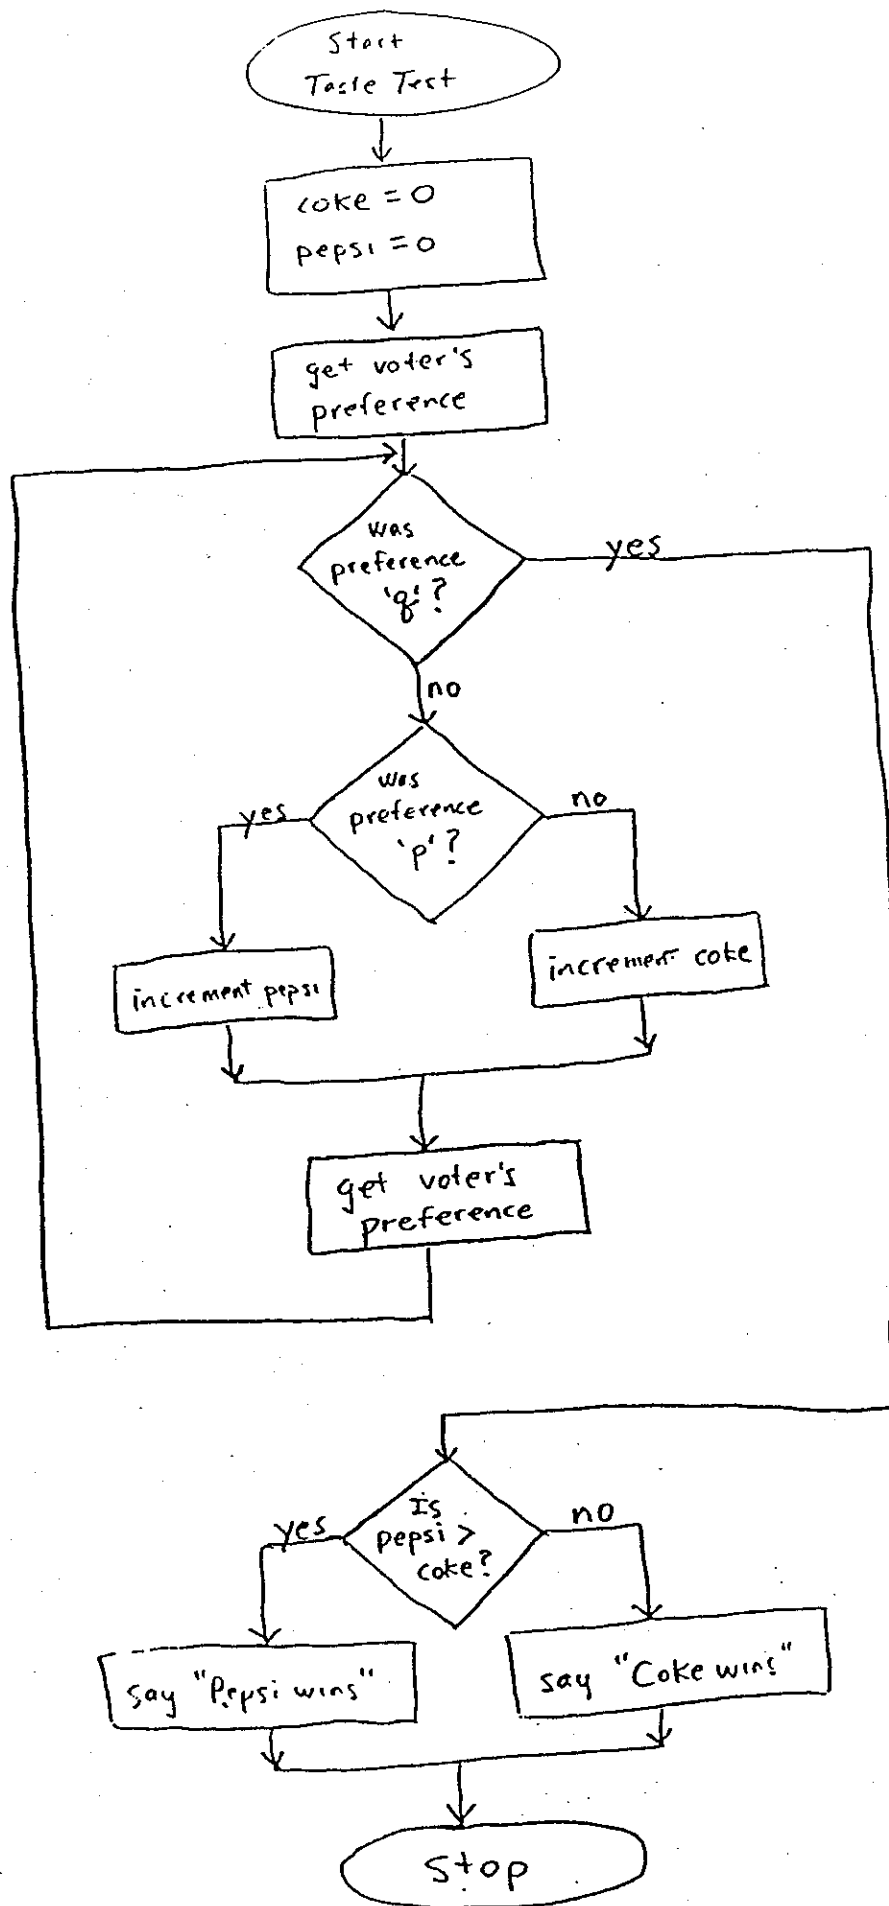 Start
Taste Test
coke = 0
pepsi = 0
get voter's
preference
was
preference
'q'?
yes
no
was
preference
'p'?
yes
no
increment pepsi
increment coke
get voter's
preference
Is
pepsi >
coke?
yes
no
say "Pepsi wins"
say "Coke wins"
Stop